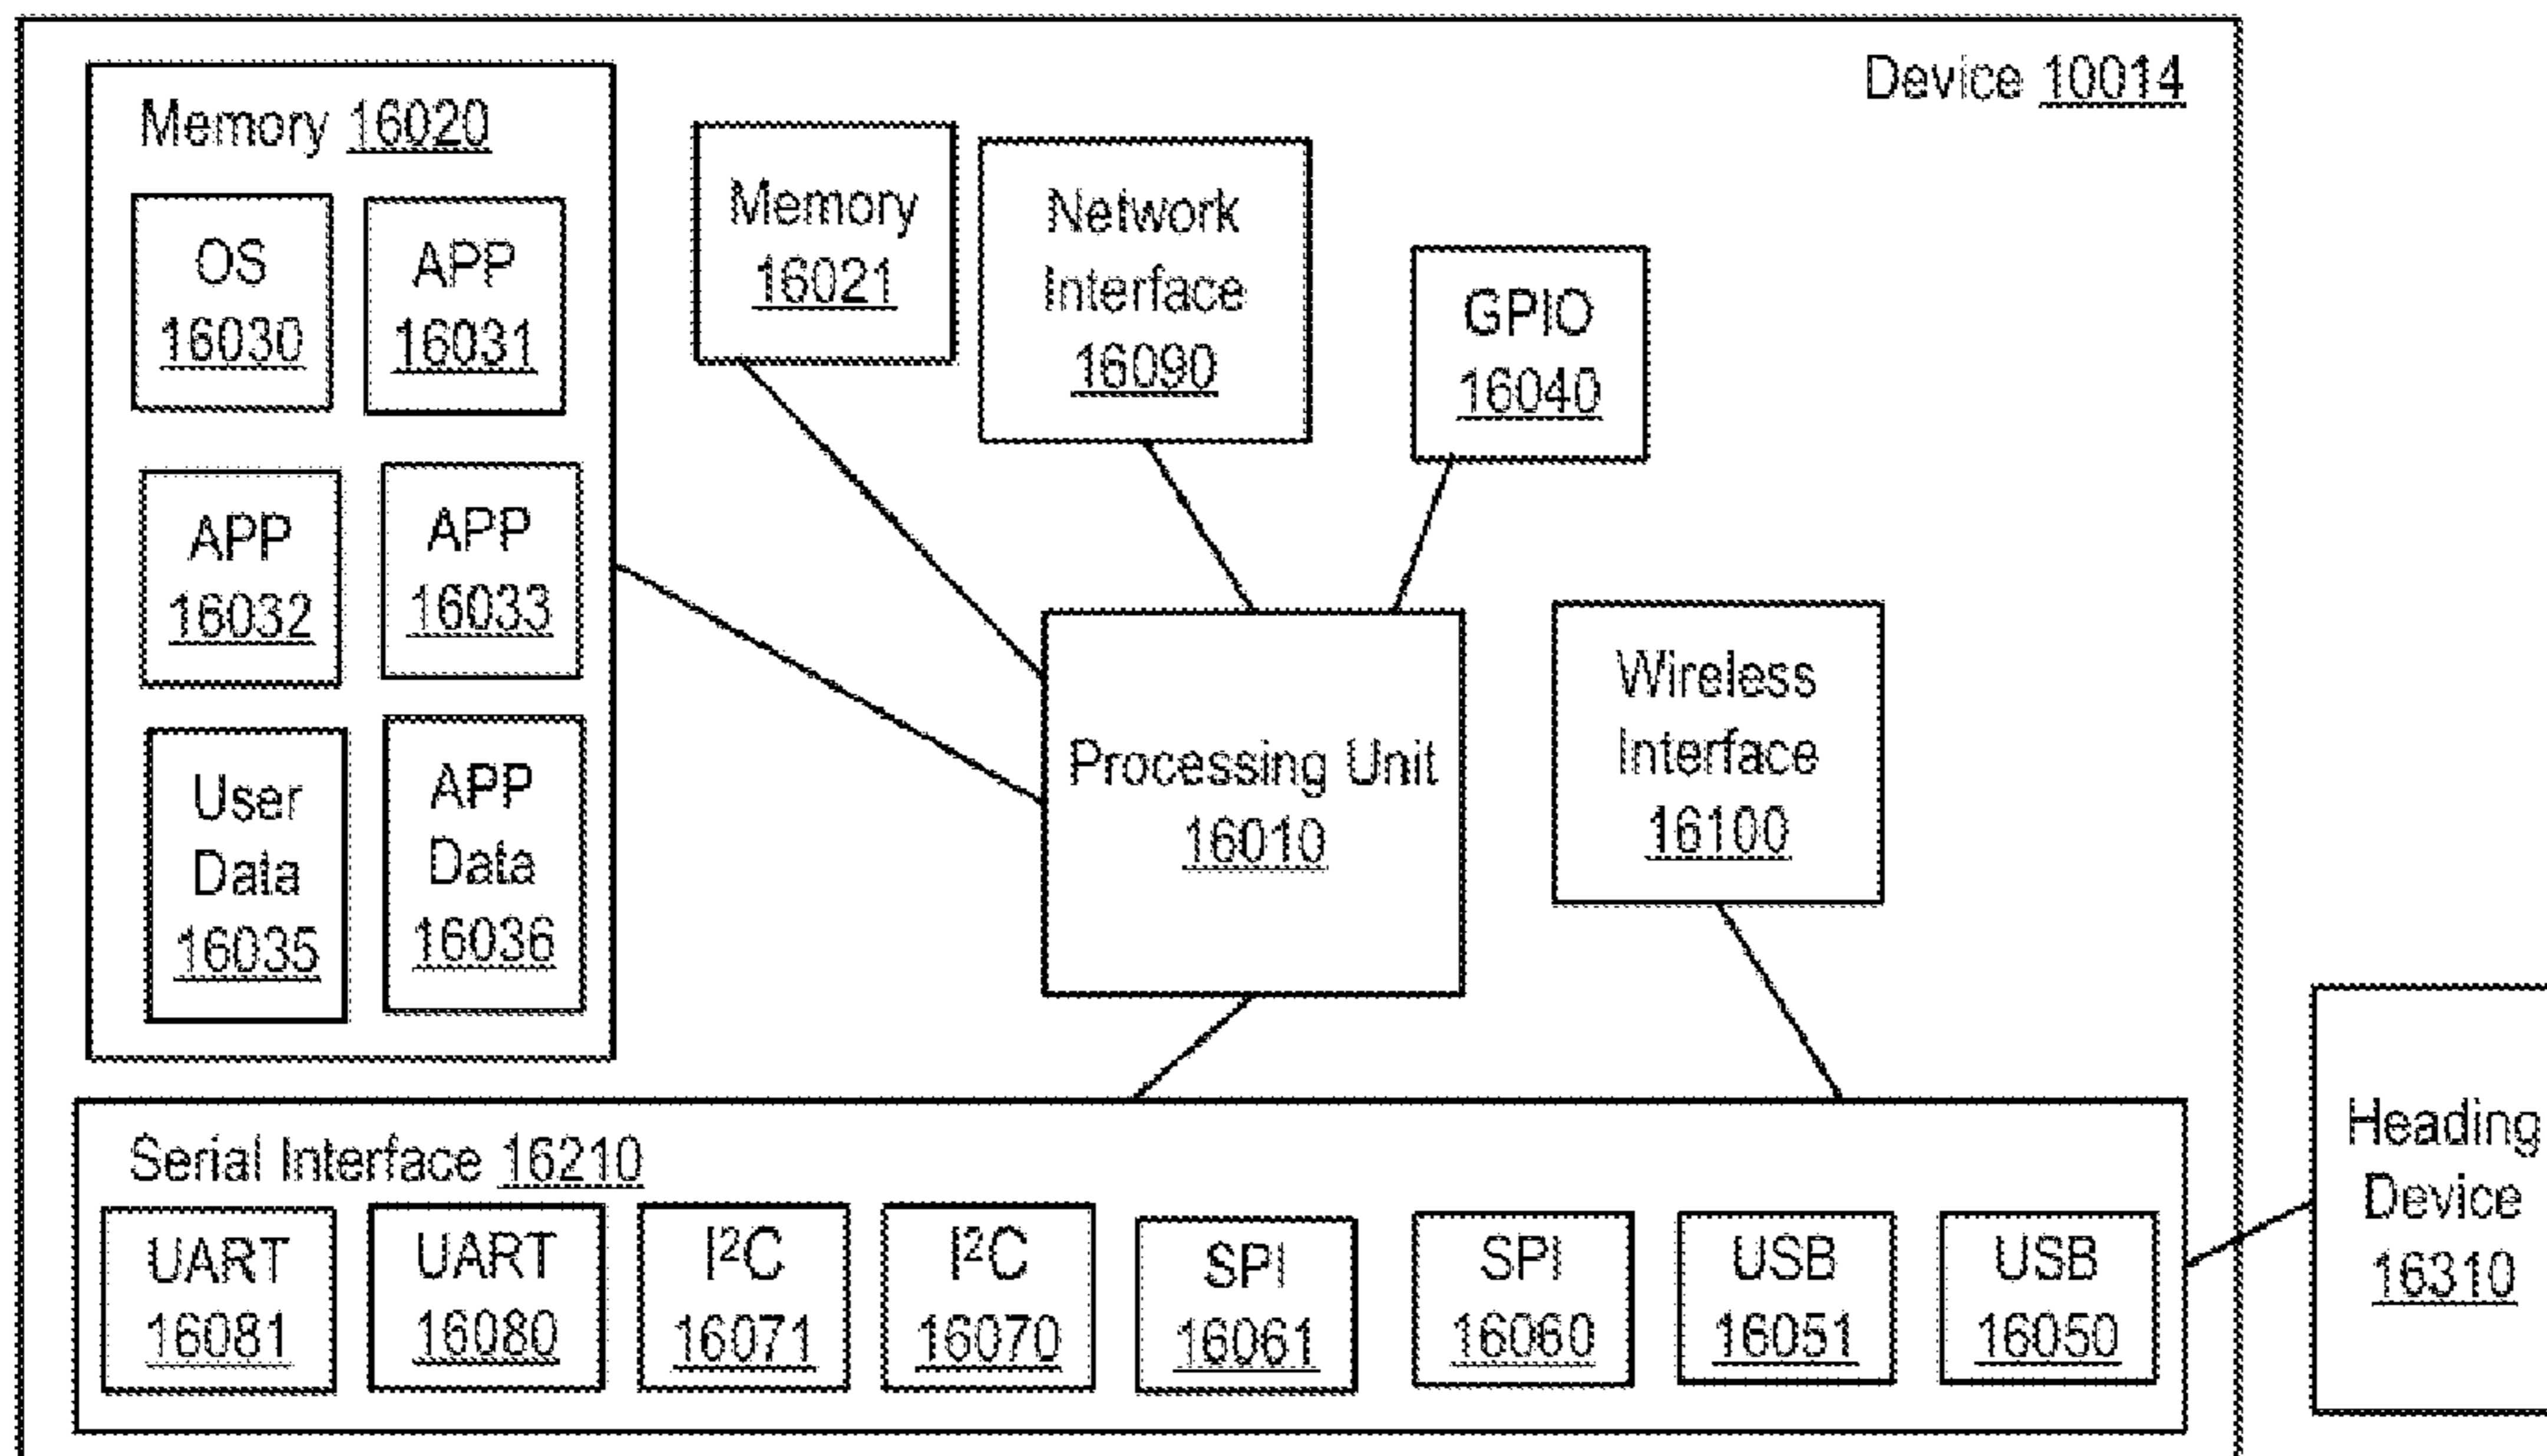 Device 10014
Memory 16020
OS
16030
APP
16031
APP
16032
APP
16033
User
Data
16035
APP
Data
16036
Memory
16021
Network
Interface
16090
GPIO
16040
Processing Unit
16010
Wireless
Interface
16100
Serial Interface 16210
UART
16081
UART
16080
I²C
16071
I²C
16070
SPI
16061
SPI
16060
USB
16051
USB
16050
Heading
Device
16310